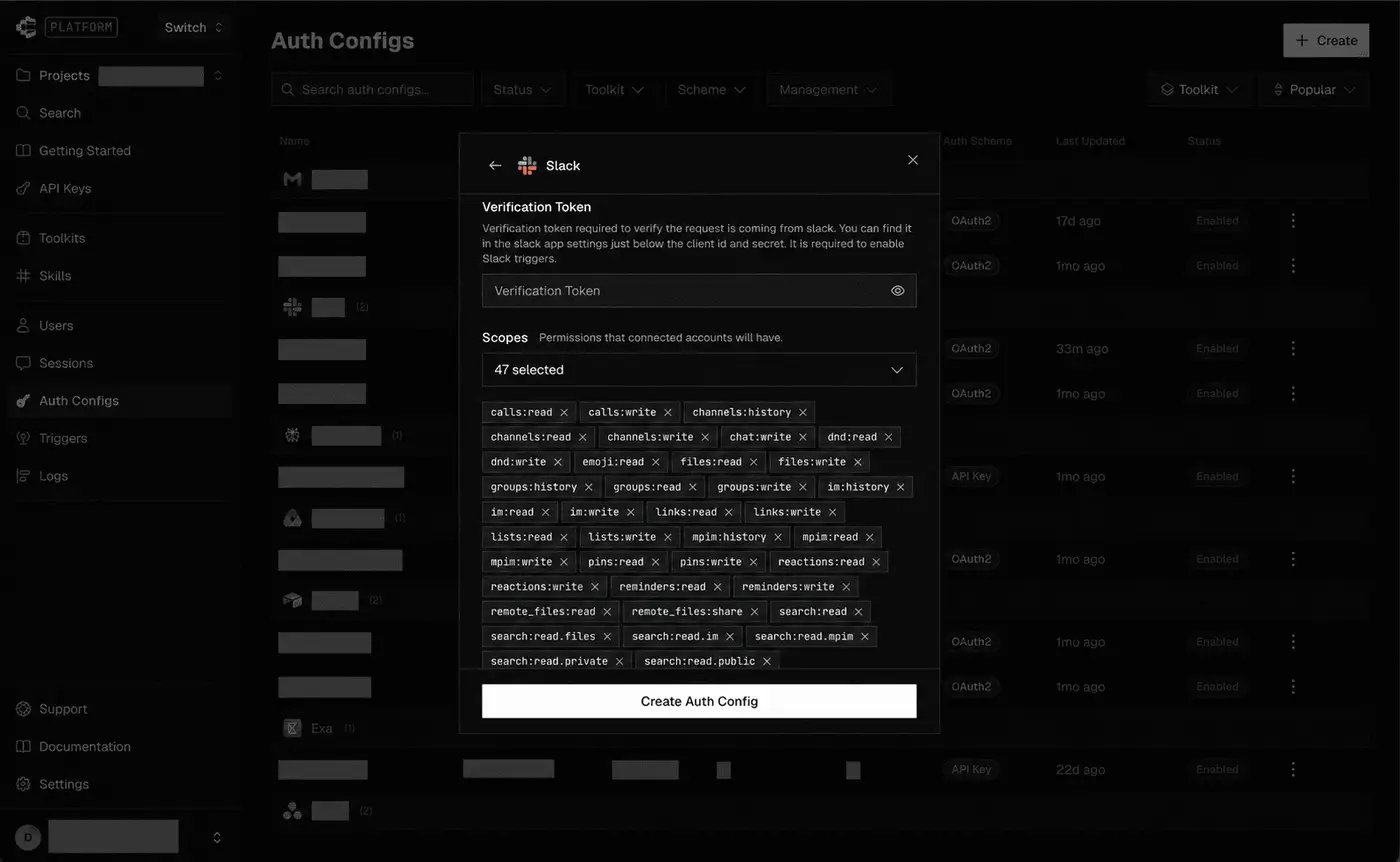 PLATFORM
Switch
Projects
Search
Getting Started
API Keys
Toolkits
Skills
Users
Sessions
Auth Configs
Triggers
Logs
Support
Documentation
Settings
D
Auth Configs
+ Create
Search auth configs...
Status
Toolkit
Scheme
Management
Toolkit
Popular
Name
Auth Scheme
Last Updated
Status
OAuth2 17d ago Enabled
OAuth2 1mo ago Enabled
(2)
OAuth2 33m ago Enabled
OAuth2 1mo ago Enabled
(1)
API Key 1mo ago Enabled
(1)
OAuth2 1mo ago Enabled
(2)
OAuth2 1mo ago Enabled
OAuth2 1mo ago Enabled
Exa (1)
API Key 22d ago Enabled
(2)
Slack
Verification Token
Verification token required to verify the request is coming from slack. You can find it
in the slack app settings just below the client id and secret. It is required to enable
Slack triggers.
Verification Token
Scopes Permissions that connected accounts will have.
47 selected
calls:read calls:write channels:history
channels:read channels:write chat:write dnd:read
dnd:write emoji:read files:read files:write
groups:history groups:read groups:write im:history
im:read im:write links:read links:write
lists:read lists:write mpim:history mpim:read
mpim:write pins:read pins:write reactions:read
reactions:write reminders:read reminders:write
remote_files:read remote_files:share search:read
search:read.files search:read.im search:read.mpim
search:read.private search:read.public
Create Auth Config